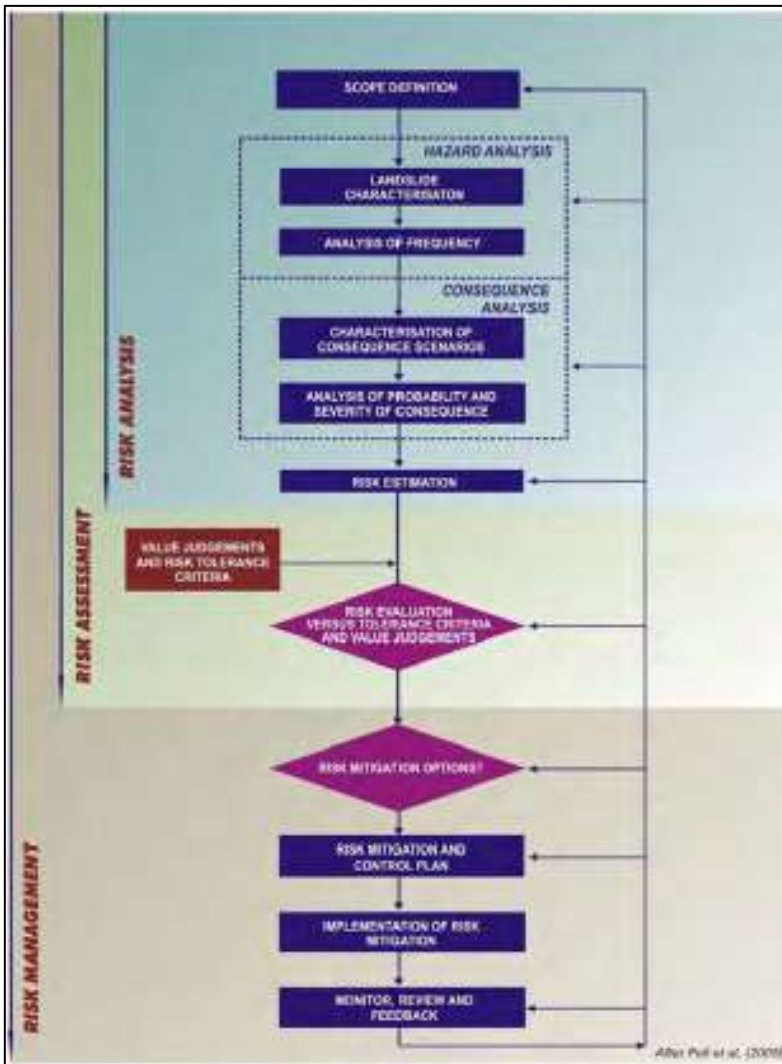 SCOPE DEFINITION
HAZARD ANALYSIS
LANDSLIDE
CHARACTERISATON
ANALYSIS OF FREQUENCY
CONSEQUENCE
ANALYSIS
CHARACTERISATION OF
CONSEQUENCE SCENARIOS
ANALYSIS OF PROBABILITY AND
SEVERITY OF CONSEQUENCE
RISK ESTIMATION
RISK ANALYSIS
VALUE JUDGEMENTS
AND RISK TOLERANCE
CRITERIA
RISK EVALUATION
VERSUS TOLERANCE CRITERIA
AND VALUE JUDGEMENTS
RISK ASSESSMENT
RISK MITIGATION OPTIONS?
RISK MITIGATION AND
CONTROL PLAN
IMPLEMENTATION OF RISK
MITIGATION
MONITOR, REVIEW AND
FEEDBACK
RISK MANAGEMENT
After et al,